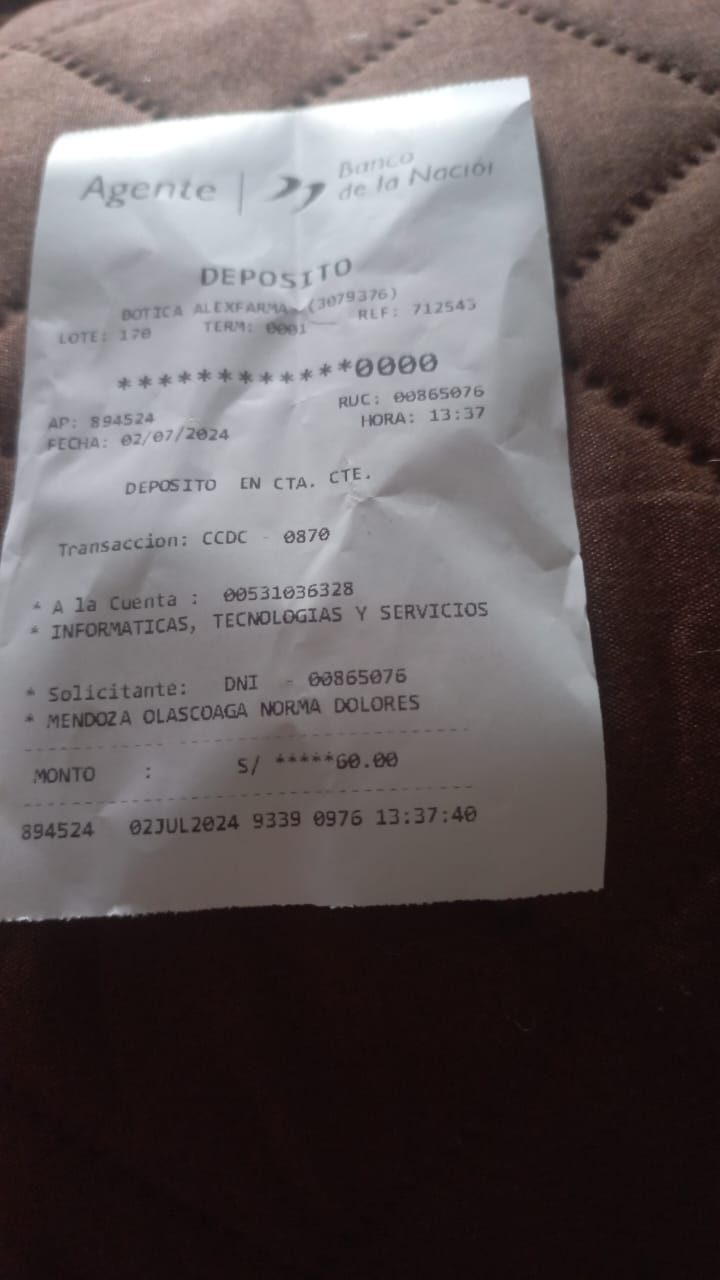 Agente | Banco
de la Nación
DEPOSITO
BOTICA ALEXFARMA (3079376)
LOTE: 170 TERM: 0001 REF: 712543
************0000
AP: 894524 RUC: 00865076
FECHA: 02/07/2024 HORA: 13:37
DEPOSITO EN CTA. CTE.
Transaccion: CCDC - 0870
* A la Cuenta : 00531036328
* INFORMATICAS, TECNOLOGIAS Y SERVICIOS
* Solicitante: DNI - 00865076
* MENDOZA OLASCOAGA NORMA DOLORES
MONTO : S/ *****60.00
894524 02JUL2024 9339 0976 13:37:40